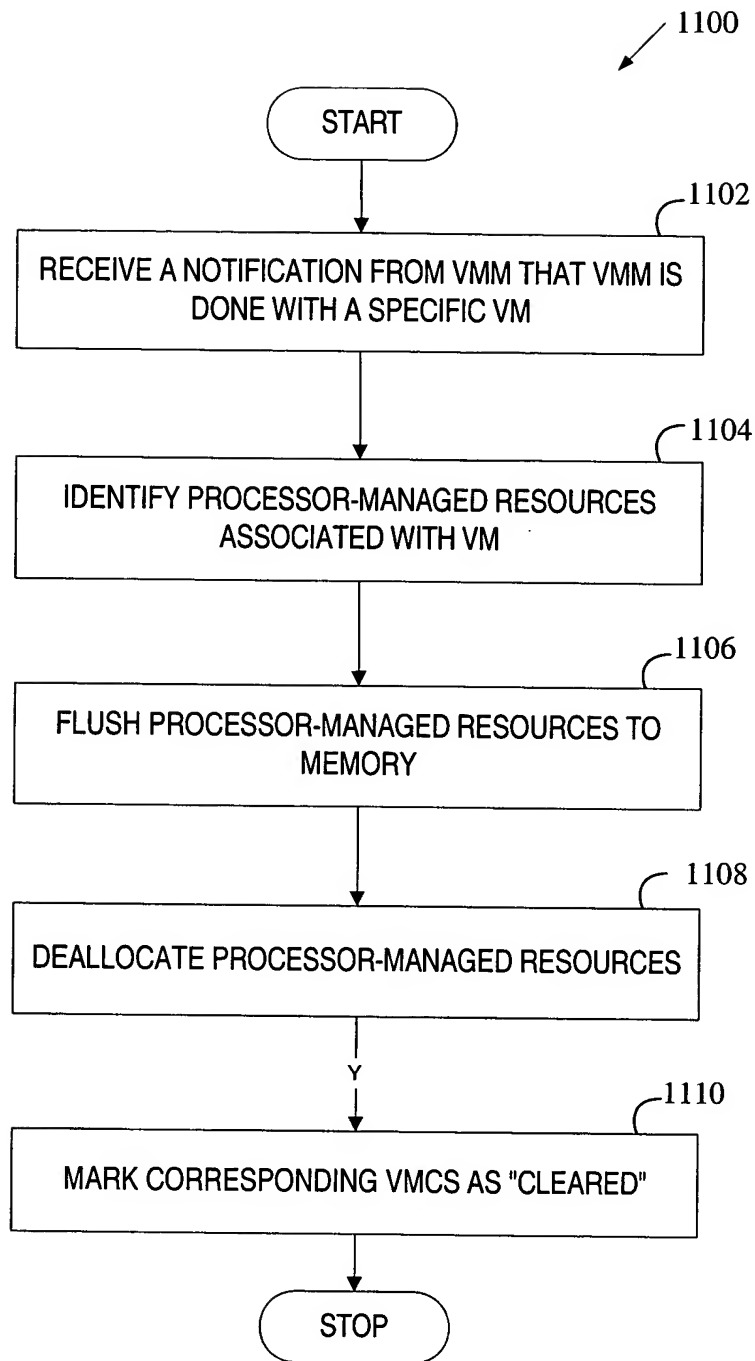 1100
START
1102
RECEIVE A NOTIFICATION FROM VMM THAT VMM IS
DONE WITH A SPECIFIC VM
1104
IDENTIFY PROCESSOR-MANAGED RESOURCES
ASSOCIATED WITH VM
1106
FLUSH PROCESSOR-MANAGED RESOURCES TO
MEMORY
1108
DEALLOCATE PROCESSOR-MANAGED RESOURCES
Y
1110
MARK CORRESPONDING VMCS AS "CLEARED"
STOP